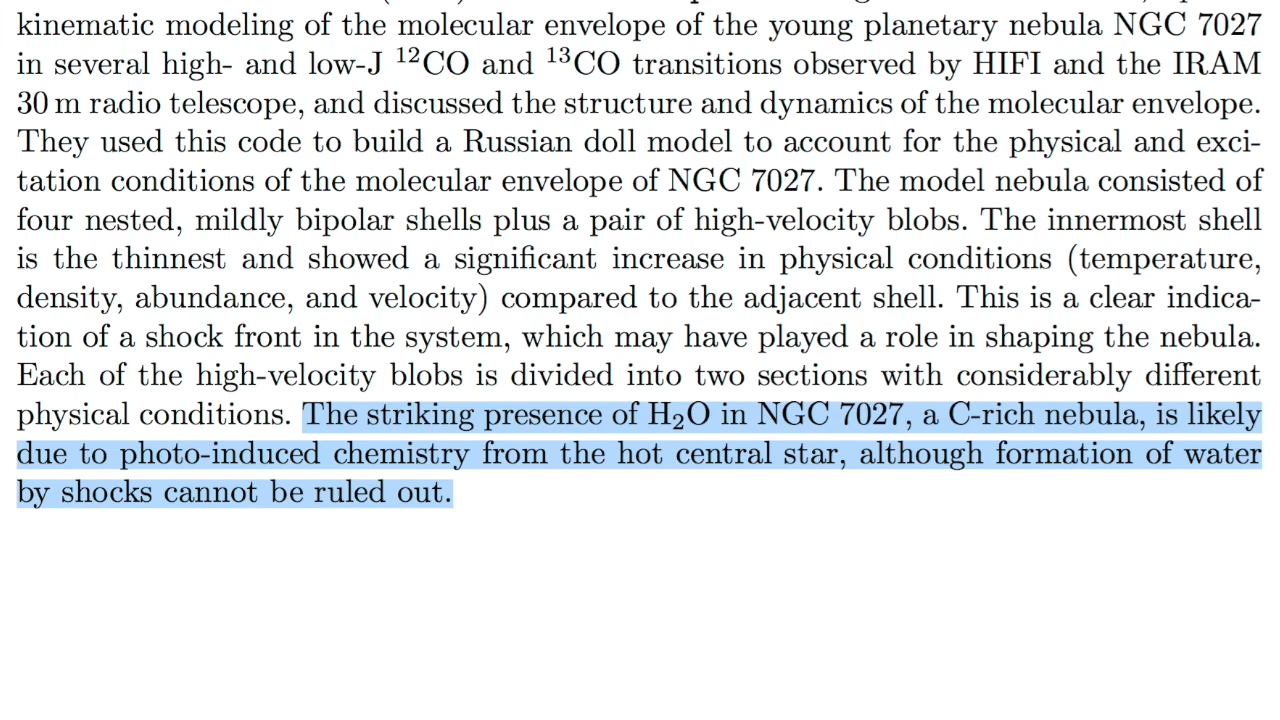 kinematic modeling of the molecular envelope of the young planetary nebula NGC 7027
in several high- and low-J ¹²CO and ¹³CO transitions observed by HIFI and the IRAM
30 m radio telescope, and discussed the structure and dynamics of the molecular envelope.
They used this code to build a Russian doll model to account for the physical and exci-
tation conditions of the molecular envelope of NGC 7027. The model nebula consisted of
four nested, mildly bipolar shells plus a pair of high-velocity blobs. The innermost shell
is the thinnest and showed a significant increase in physical conditions (temperature,
density, abundance, and velocity) compared to the adjacent shell. This is a clear indica-
tion of a shock front in the system, which may have played a role in shaping the nebula.
Each of the high-velocity blobs is divided into two sections with considerably different
physical conditions. The striking presence of H₂O in NGC 7027, a C-rich nebula, is likely
due to photo-induced chemistry from the hot central star, although formation of water
by shocks cannot be ruled out.